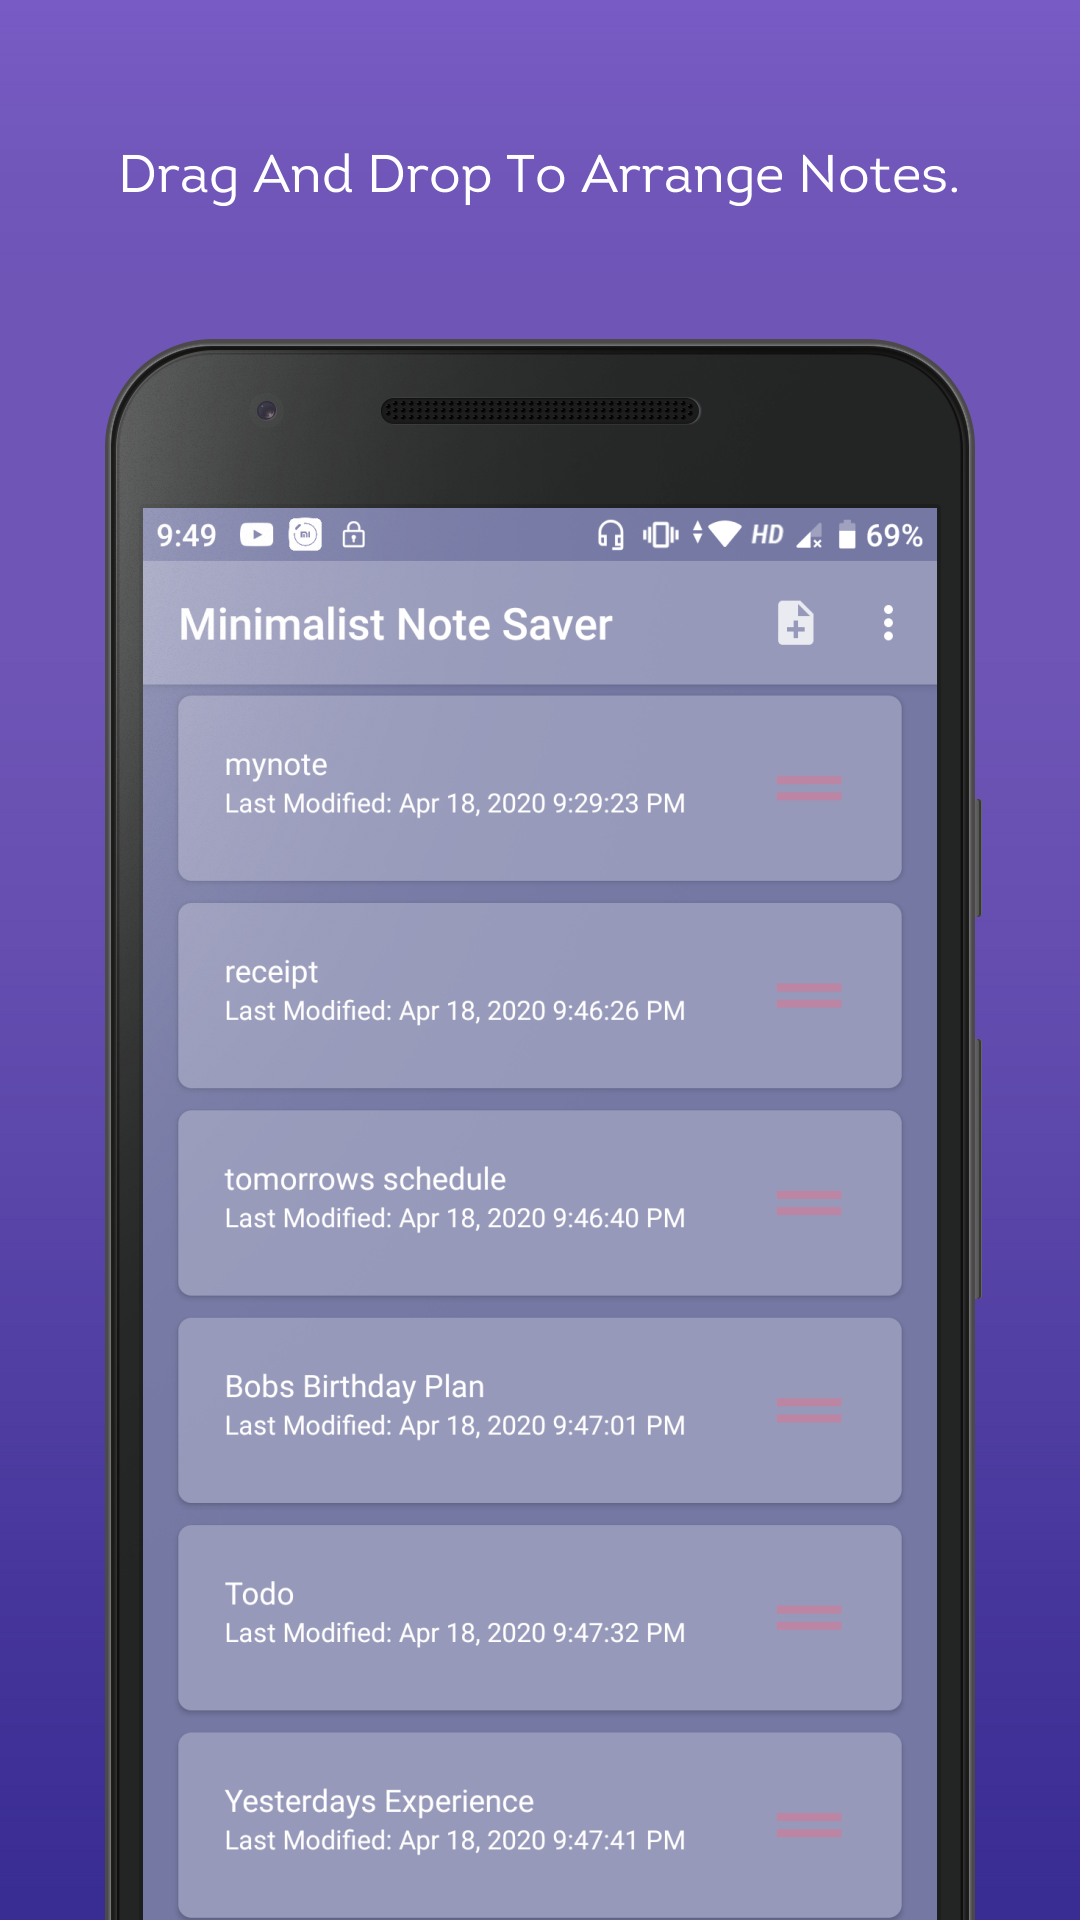 Drag And Drop To Arrange Notes.
9:49 HD 69%
Minimalist Note Saver
mynote
Last Modified: Apr 18, 2020 9:29:23 PM
receipt
Last Modified: Apr 18, 2020 9:46:26 PM
tomorrows schedule
Last Modified: Apr 18, 2020 9:46:40 PM
Bobs Birthday Plan
Last Modified: Apr 18, 2020 9:47:01 PM
Todo
Last Modified: Apr 18, 2020 9:47:32 PM
Yesterdays Experience
Last Modified: Apr 18, 2020 9:47:41 PM